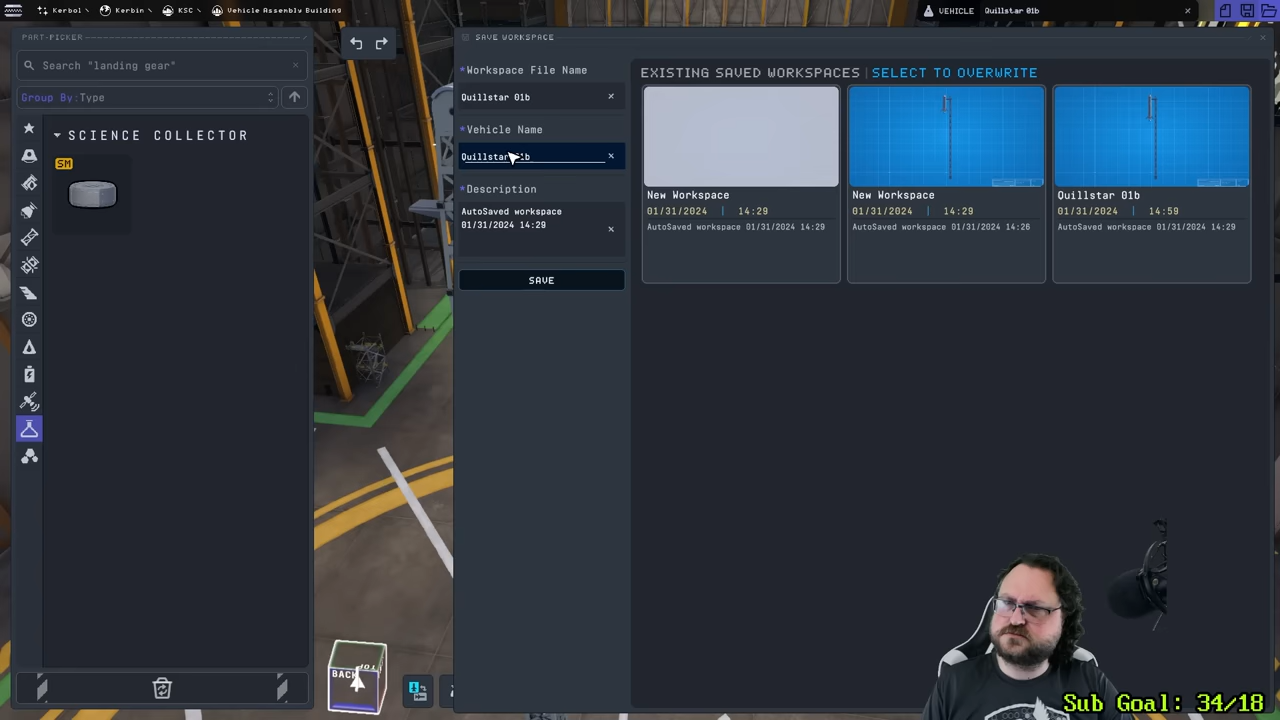 Kerbol
Kerbin
KSC
Vehicle Assembly Building
VEHICLE
Quillstar 01b
PART-PICKER
Search "landing gear"
Group By: Type
SCIENCE COLLECTOR
SM
SAVE WORKSPACE
*Workspace File Name
Quillstar 01b
*Vehicle Name
Quillstar 01b
*Description
AutoSaved workspace
01/31/2024 14:29
SAVE
EXISTING SAVED WORKSPACES | SELECT TO OVERWRITE
New Workspace
01/31/2024 | 14:29
AutoSaved workspace 01/31/2024 14:29
New Workspace
01/31/2024 | 14:29
AutoSaved workspace 01/31/2024 14:26
Quillstar 01b
01/31/2024 | 14:59
AutoSaved workspace 01/31/2024 14:29
TOP
BACK
Sub Goal: 34/18